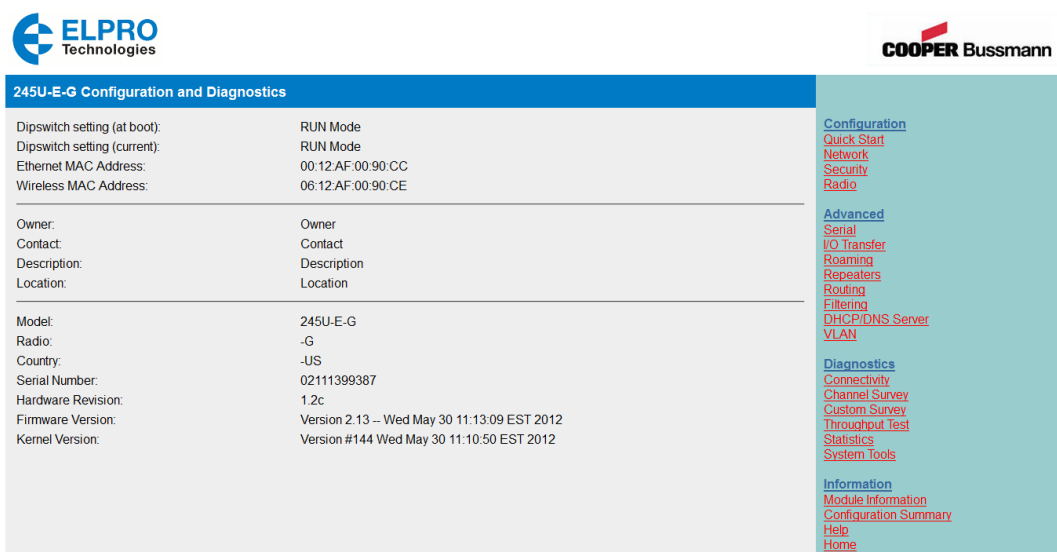 ELPRO
Technologies
COOPER Bussmann
245U-E-G Configuration and Diagnostics
Dipswitch setting (at boot): RUN Mode
Dipswitch setting (current): RUN Mode
Ethernet MAC Address: 00:12:AF:00:90:CC
Wireless MAC Address: 06:12:AF:00:90:CE
Owner: Owner
Contact: Contact
Description: Description
Location: Location
Model: 245U-E-G
Radio: -G
Country: -US
Serial Number: 02111399387
Hardware Revision: 1.2c
Firmware Version: Version 2.13 -- Wed May 30 11:13:09 EST 2012
Kernel Version: Version #144 Wed May 30 11:10:50 EST 2012
Configuration
Quick Start
Network
Security
Radio
Advanced
Serial
I/O Transfer
Roaming
Repeaters
Routing
Filtering
DHCP/DNS Server
VLAN
Diagnostics
Connectivity
Channel Survey
Custom Survey
Throughput Test
Statistics
System Tools
Information
Module Information
Configuration Summary
Help
Home